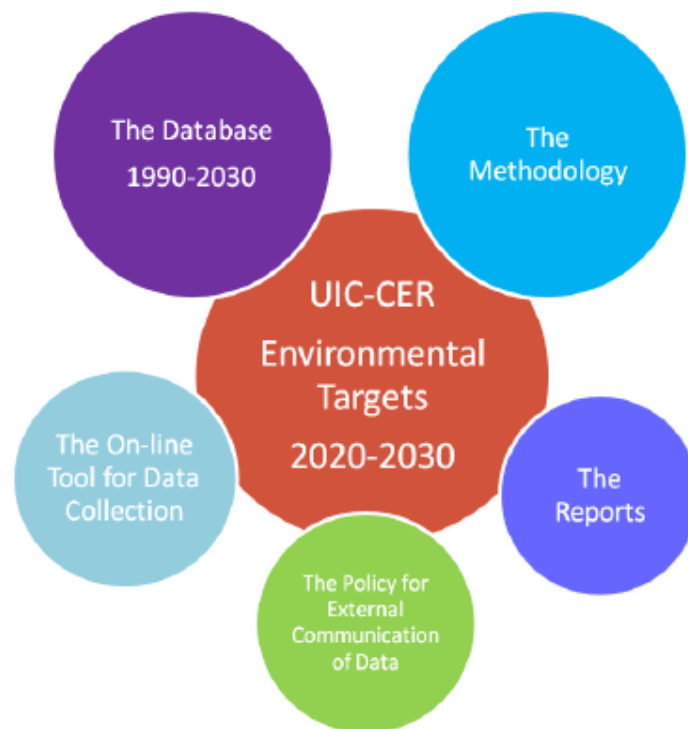 The Database
1990-2030
The
Methodology
UIC-CER
Environmental
Targets
2020-2030
The On-line
Tool for Data
Collection
The
Reports
The Policy for
External
Communication
of Data